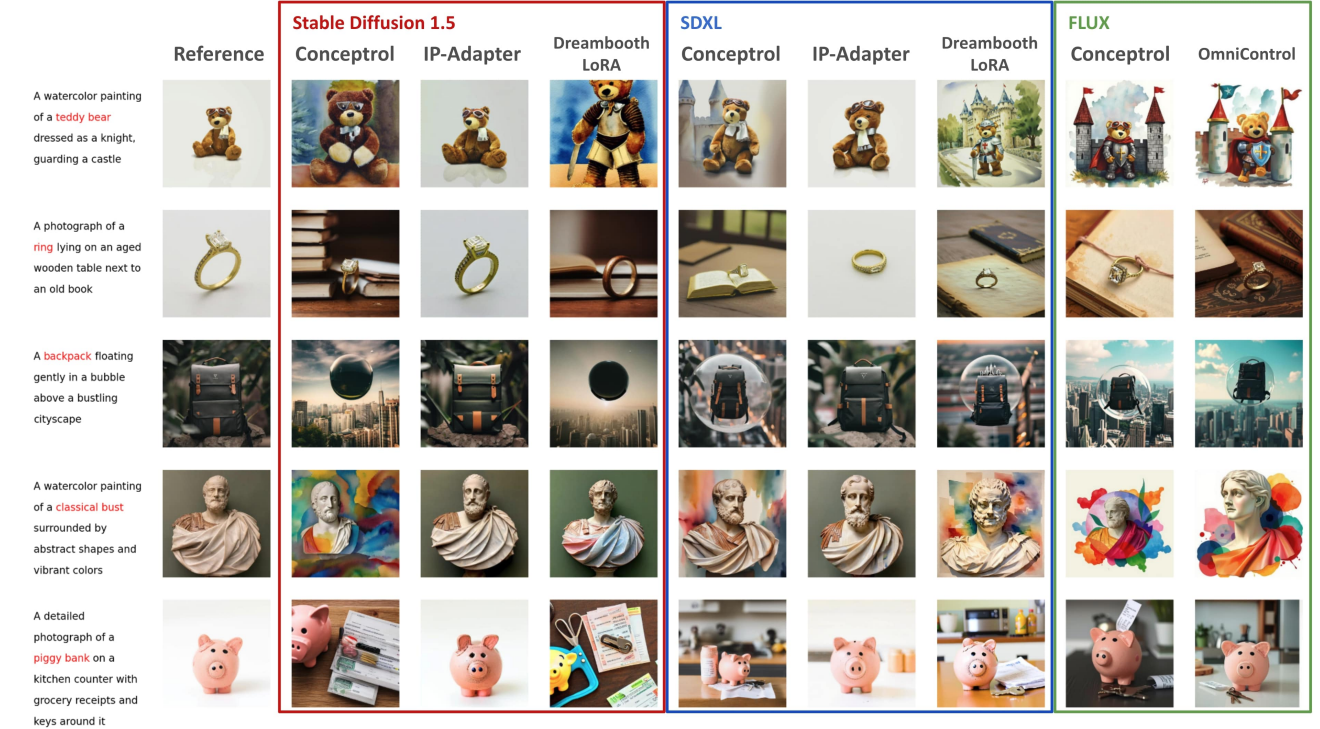 Stable Diffusion 1.5
SDXL
FLUX
Reference
Conceptrol
IP-Adapter
Dreambooth
LoRA
Conceptrol
IP-Adapter
Dreambooth
LoRA
Conceptrol
OmniControl
A watercolor painting
of a teddy bear
dressed as a knight,
guarding a castle
A photograph of a
ring lying on an aged
wooden table next to
an old book
A backpack floating
gently in a bubble
above a bustling
cityscape
A watercolor painting
of a classical bust
surrounded by
abstract shapes and
vibrant colors
A detailed
photograph of a
piggy bank on a
kitchen counter with
grocery receipts and
keys around it